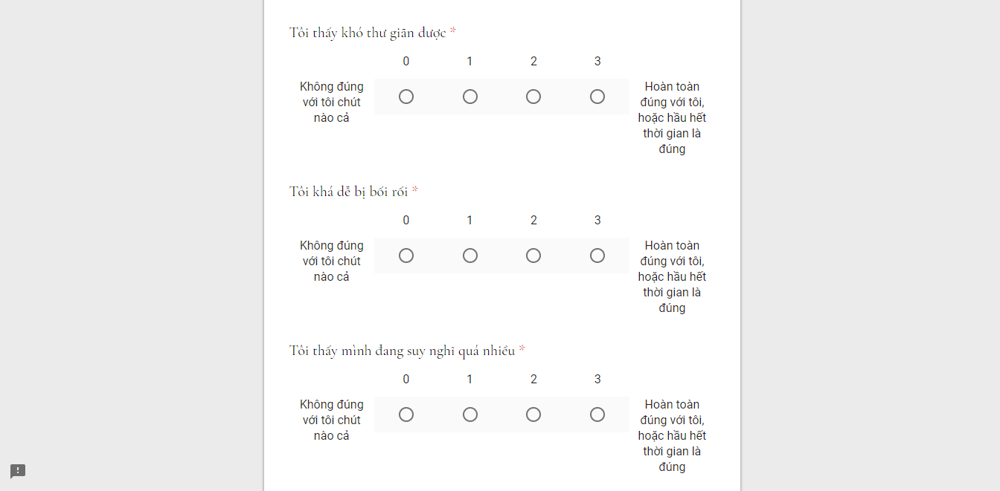 Tôi thấy khó thư giãn được *
0 1 2 3
Không đúng
với tôi chút
nào cả
Hoàn toàn
đúng với tôi,
hoặc hầu hết
thời gian là
đúng
Tôi khá dễ bị bối rối *
0 1 2 3
Không đúng
với tôi chút
nào cả
Hoàn toàn
đúng với tôi,
hoặc hầu hết
thời gian là
đúng
Tôi thấy mình đang suy nghĩ quá nhiều *
0 1 2 3
Không đúng
với tôi chút
nào cả
Hoàn toàn
đúng với tôi,
hoặc hầu hết
thời gian là
đúng